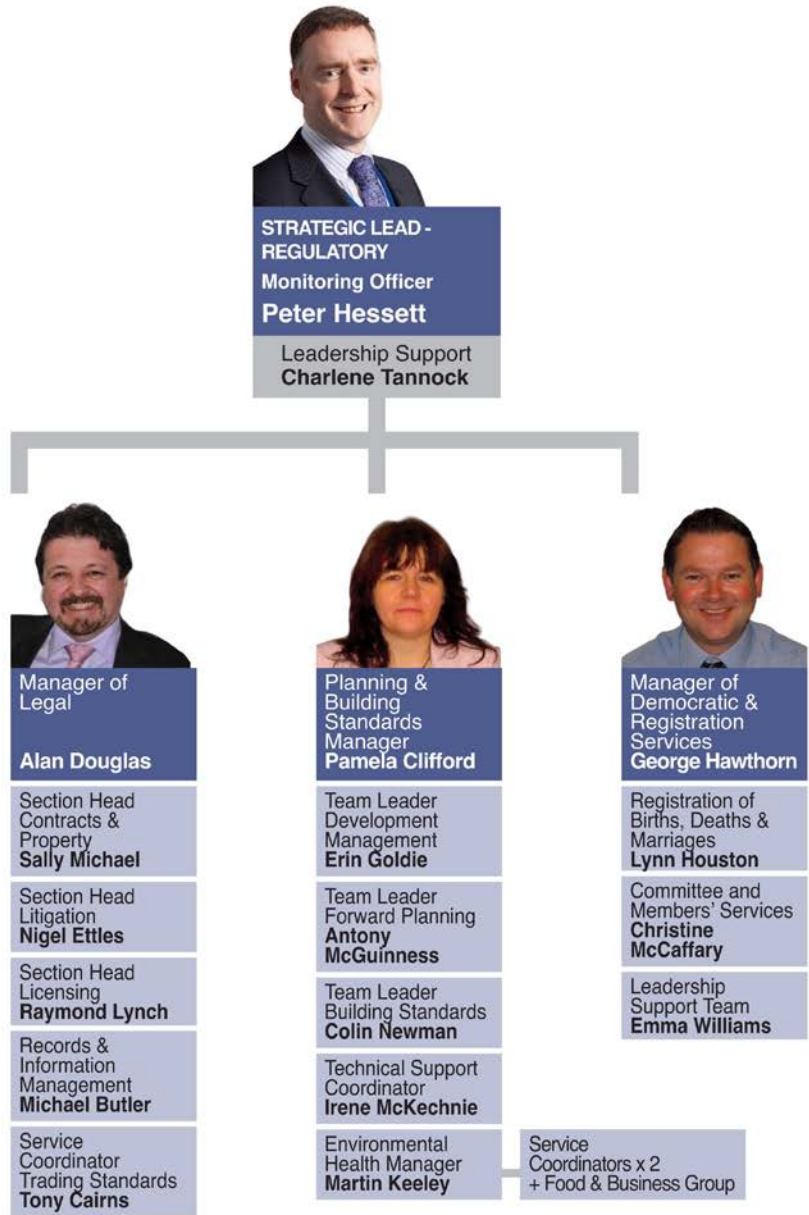 STRATEGIC LEAD -
REGULATORY
Monitoring Officer
Peter Hessett
Leadership Support
Charlene Tannock
Manager of
Legal
Alan Douglas
Section Head
Contracts &
Property
Sally Michael
Section Head
Litigation
Nigel Ettles
Section Head
Licensing
Raymond Lynch
Records &
Information
Management
Michael Butler
Service
Coordinator
Trading Standards
Tony Cairns
Planning &
Building
Standards
Manager
Pamela Clifford
Team Leader
Development
Management
Erin Goldie
Team Leader
Forward Planning
Antony
McGuinness
Team Leader
Building Standards
Colin Newman
Technical Support
Coordinator
Irene McKechnie
Environmental
Health Manager
Martin Keeley
Service
Coordinators x 2
+ Food & Business Group
Manager of
Democratic &
Registration
Services
George Hawthorn
Registration of
Births, Deaths &
Marriages
Lynn Houston
Committee and
Members' Services
Christine
McCaffary
Leadership
Support Team
Emma Williams